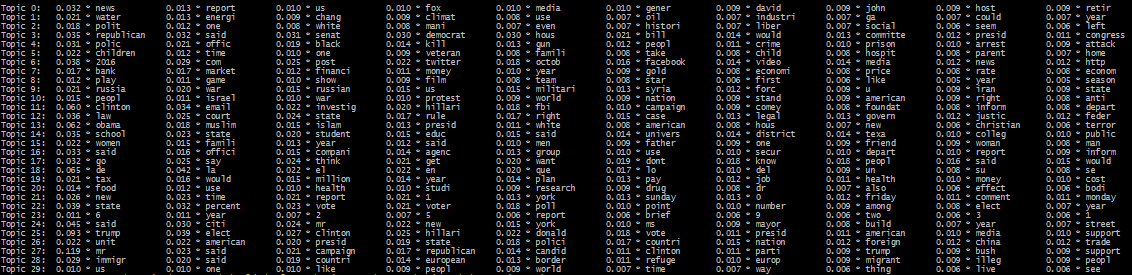 Topic 0: 0.032 * news 0.013 * report 0.010 * us 0.010 * fox 0.010 * media 0.010 * gener 0.009 * david 0.009 * john 0.009 * host 0.009 * retir
Topic 1: 0.021 * water 0.013 * energi 0.009 * chang 0.009 * climat 0.008 * use 0.007 * oil 0.007 * industri 0.007 * ga 0.007 * could 0.007 * year
Topic 2: 0.018 * polit 0.012 * one 0.008 * white 0.008 * mani 0.007 * even 0.007 * histori 0.007 * liber 0.007 * social 0.006 * seem 0.006 * left
Topic 3: 0.035 * republican 0.032 * said 0.031 * senat 0.030 * democrat 0.030 * hous 0.021 * bill 0.014 * would 0.013 * committe 0.012 * presid 0.011 * congress
Topic 4: 0.031 * polic 0.021 * offic 0.019 * black 0.014 * kill 0.013 * gun 0.012 * peopl 0.011 * crime 0.010 * prison 0.010 * arrest 0.009 * attack
Topic 5: 0.022 * children 0.012 * time 0.010 * one 0.009 * veteran 0.008 * famili 0.008 * take 0.008 * child 0.008 * hospit 0.008 * parent 0.007 * home
Topic 6: 0.038 * 2016 0.029 * com 0.025 * post 0.022 * twitter 0.018 * octob 0.016 * facebook 0.014 * video 0.014 * media 0.012 * news 0.012 * http
Topic 7: 0.017 * bank 0.017 * market 0.012 * financi 0.011 * money 0.010 * year 0.009 * gold 0.008 * economi 0.008 * price 0.008 * rate 0.008 * econom
Topic 8: 0.012 * play 0.011 * game 0.010 * show 0.009 * film 0.008 * team 0.008 * star 0.006 * first 0.006 * like 0.005 * year 0.005 * season
Topic 9: 0.021 * russia 0.020 * war 0.015 * russian 0.015 * us 0.015 * militari 0.013 * syria 0.012 * forc 0.009 * u 0.009 * iran 0.009 * state
Topic 10: 0.015 * peopl 0.011 * israel 0.010 * war 0.010 * protest 0.009 * world 0.009 * nation 0.009 * stand 0.009 * american 0.009 * right 0.008 * anti
Topic 11: 0.060 * clinton 0.034 * email 0.022 * investig 0.020 * hillari 0.018 * fbi 0.010 * campaign 0.009 * comey 0.008 * foundat 0.008 * inform 0.008 * depart
Topic 12: 0.036 * law 0.025 * court 0.024 * state 0.017 * rule 0.017 * right 0.015 * case 0.013 * legal 0.013 * govern 0.012 * justic 0.012 * feder
Topic 13: 0.062 * obama 0.018 * muslim 0.015 * islam 0.013 * presid 0.011 * white 0.008 * american 0.008 * hous 0.007 * new 0.006 * christian 0.006 * terror
Topic 14: 0.035 * school 0.023 * state 0.020 * student 0.015 * educ 0.015 * said 0.014 * univers 0.014 * district 0.014 * texa 0.010 * colleg 0.010 * public
Topic 15: 0.022 * women 0.015 * famili 0.013 * year 0.012 * said 0.010 * men 0.009 * father 0.009 * one 0.009 * friend 0.009 * woman 0.008 * man
Topic 16: 0.033 * said 0.016 * offici 0.015 * compani 0.014 * agenc 0.013 * group 0.010 * use 0.010 * secur 0.010 * depart 0.010 * report 0.009 * inform
Topic 17: 0.032 * go 0.025 * say 0.024 * think 0.021 * get 0.020 * want 0.019 * dont 0.018 * know 0.018 * peopl 0.016 * said 0.015 * would
Topic 18: 0.065 * de 0.042 * la 0.022 * el 0.022 * en 0.020 * que 0.017 * lo 0.010 * del 0.009 * un 0.008 * su 0.008 * se
Topic 19: 0.021 * tax 0.016 * would 0.015 * million 0.014 * year 0.014 * plan 0.013 * pay 0.012 * job 0.011 * health 0.010 * money 0.010 * cost
Topic 20: 0.014 * food 0.012 * use 0.010 * health 0.010 * studi 0.009 * research 0.009 * drug 0.008 * dr 0.007 * also 0.006 * effect 0.006 * bodi
Topic 21: 0.026 * new 0.023 * time 0.021 * report 0.021 * 1 0.013 * york 0.013 * sunday 0.013 * 0 0.012 * friday 0.011 * comment 0.011 * monday
Topic 22: 0.039 * state 0.032 * percent 0.023 * vote 0.021 * voter 0.018 * poll 0.010 * point 0.010 * number 0.009 * among 0.008 * elect 0.007 * year
Topic 23: 0.011 * 6 0.011 * year 0.007 * 2 0.007 * 5 0.006 * report 0.006 * brief 0.006 * 9 0.006 * two 0.006 * 3 0.006 * 1
Topic 24: 0.045 * said 0.030 * citi 0.024 * mr 0.022 * new 0.015 * york 0.010 * ms 0.009 * mayor 0.008 * build 0.007 * year 0.007 * street
Topic 25: 0.093 * trump 0.039 * elect 0.027 * clinton 0.025 * hillari 0.022 * donald 0.018 * vote 0.011 * presid 0.011 * american 0.010 * media 0.010 * support
Topic 26: 0.022 * unit 0.022 * american 0.020 * presid 0.019 * state 0.018 * polici 0.017 * countri 0.015 * nation 0.012 * foreign 0.012 * china 0.012 * trade
Topic 27: 0.119 * mr 0.023 * said 0.021 * campaign 0.017 * republican 0.014 * candid 0.011 * clinton 0.011 * parti 0.009 * trump 0.009 * bush 0.009 * support
Topic 28: 0.029 * immigr 0.020 * said 0.019 * countri 0.014 * european 0.013 * border 0.011 * refuge 0.010 * europ 0.009 * migrant 0.009 * illeg 0.009 * peopl
Topic 29: 0.010 * us 0.010 * one 0.010 * like 0.009 * peopl 0.009 * world 0.007 * time 0.007 * way 0.006 * thing 0.006 * live 0.006 * see